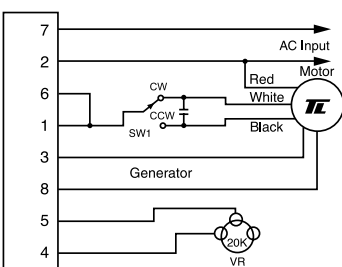 7
AC Input
2
Motor
Red
6
CW
White
CCW
1
SW1
Black
3
Generator
8
5
20K
4
VR